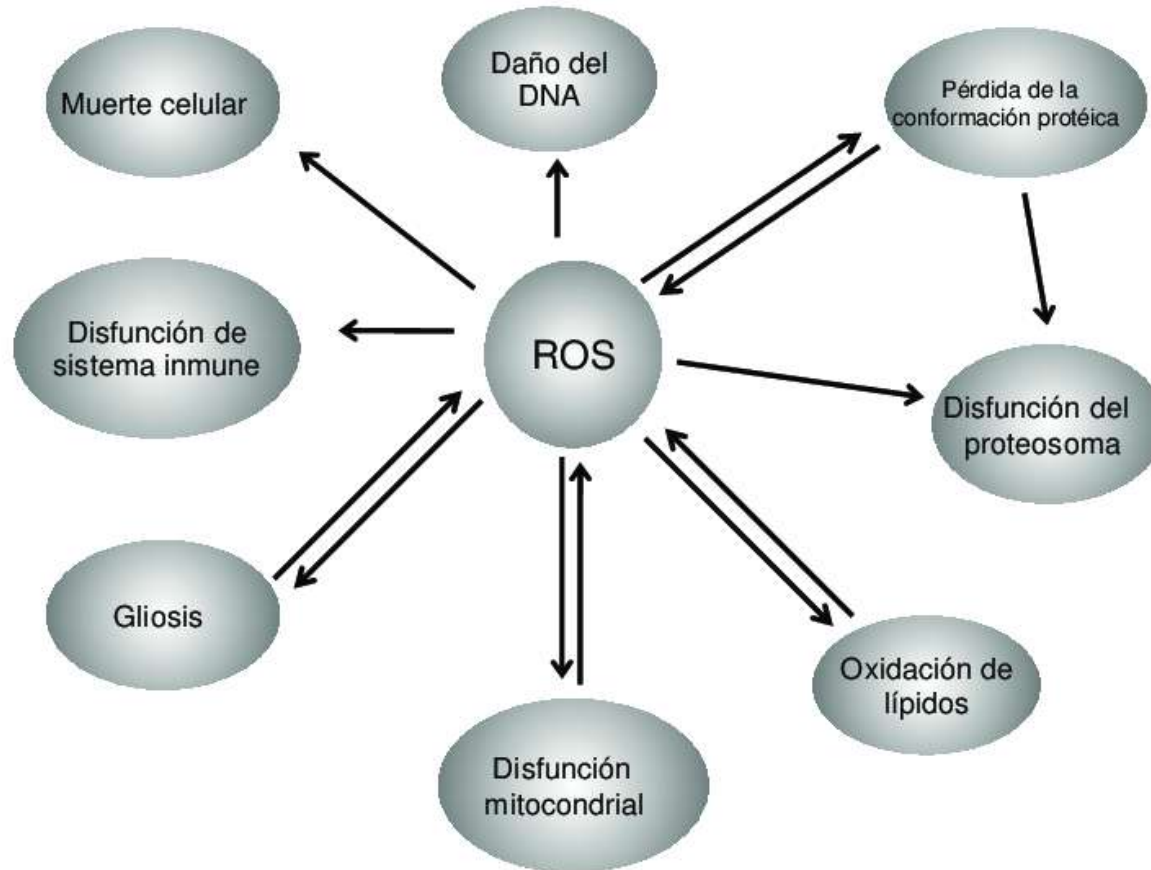 Muerte celular
Daño del
DNA
Pérdida de la
conformación protéica
Disfunción de
sistema inmune
ROS
Disfunción del
proteosoma
Gliosis
Oxidación de
lípidos
Disfunción
mitocondrial